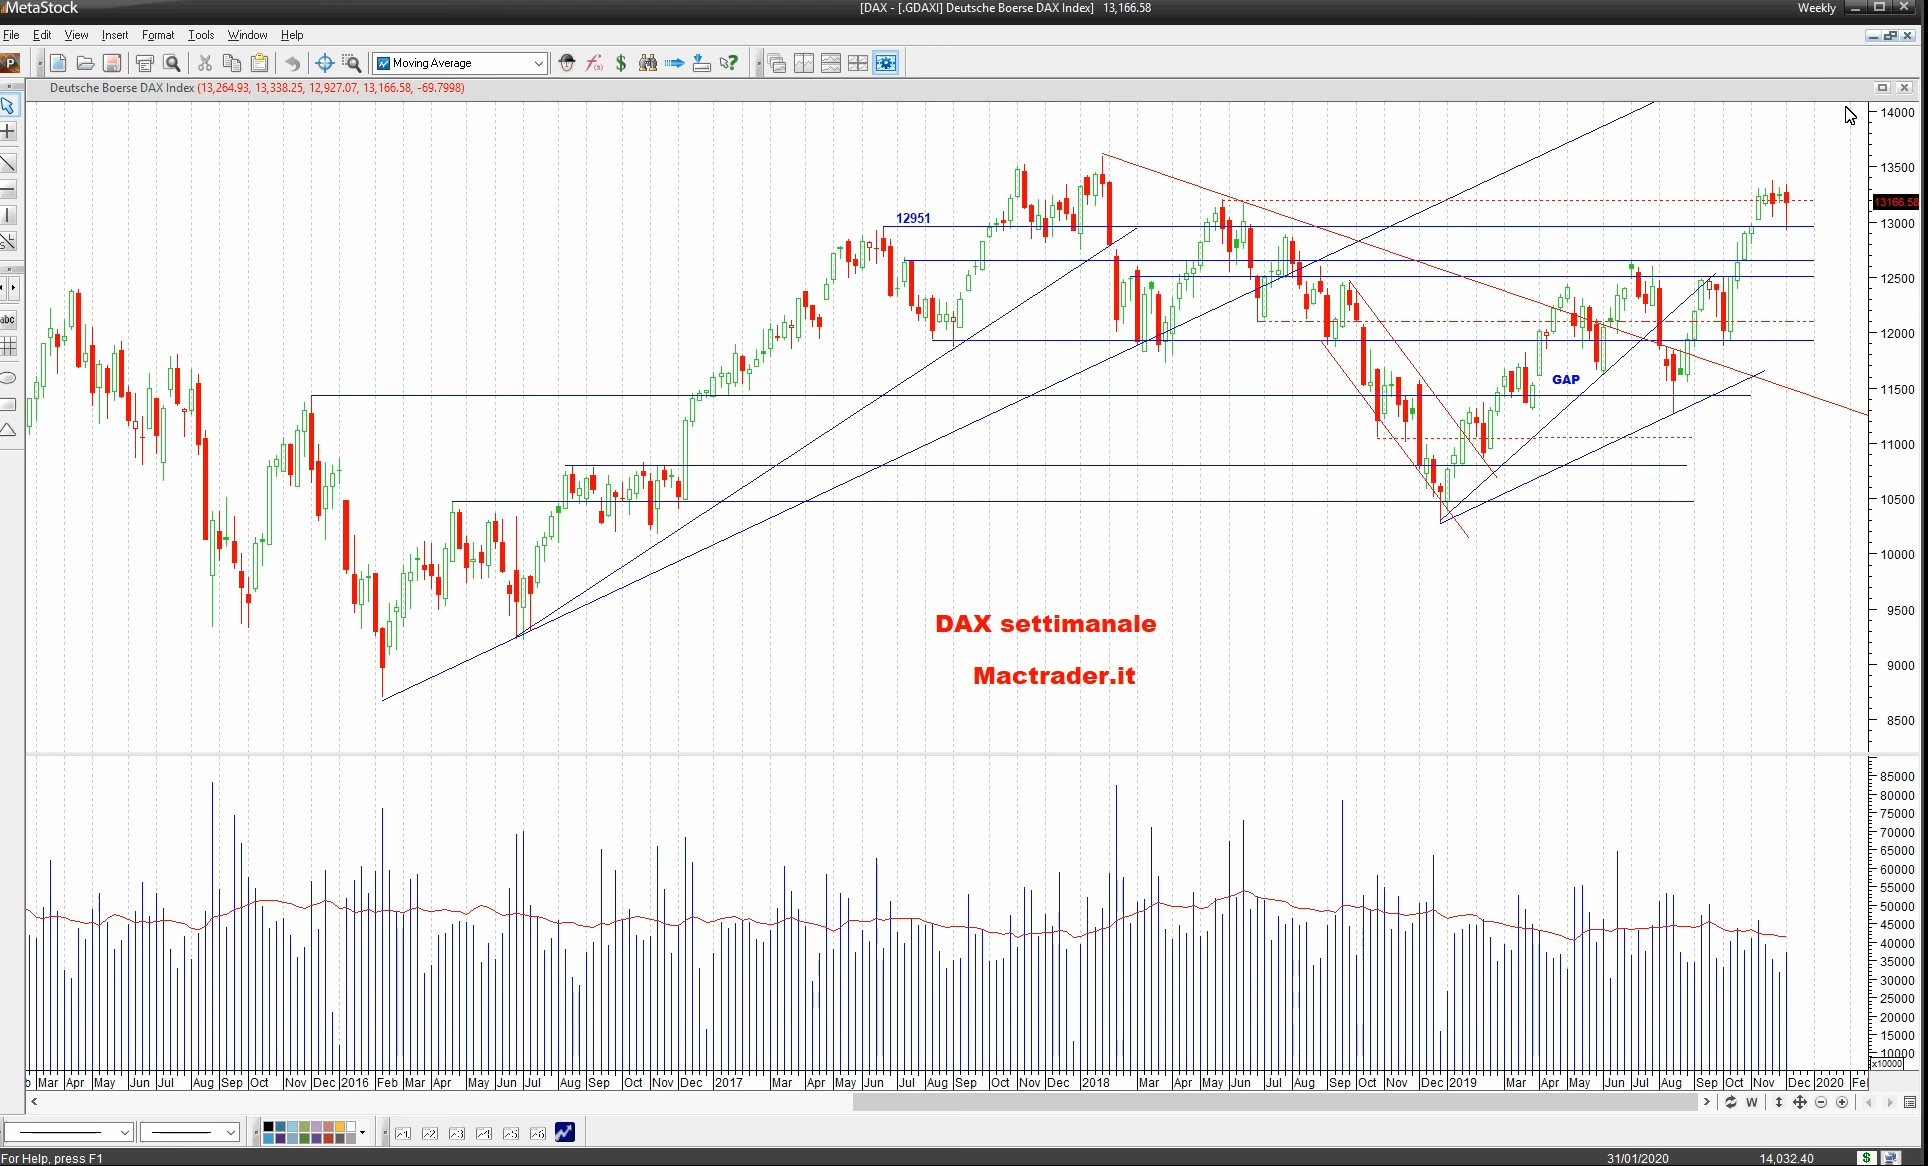 MetaStock
[DAX - [.GDAXI] Deutsche Boerse DAX Index] 13,166.58
Weekly
File Edit View Insert Format Tools Window Help
P
Moving Average
f(x) $ ?
Deutsche Boerse DAX Index (13,264.93, 13,338.25, 12,927.07, 13,166.58, -69.7998)
abc
14000
13500
13166.58
13000
12500
12000
11500
11000
10500
10000
9500
9000
8500
12951
GAP
DAX settimanale
Mactrader.it
85000
80000
75000
70000
65000
60000
55000
50000
45000
40000
35000
30000
25000
20000
15000
10000
x10000
b Mar Apr May Jun Jul Aug Sep Oct Nov Dec 2016 Feb Mar Apr May Jun Jul Aug Sep Oct Nov Dec 2017 Mar Apr May Jun Jul Aug Sep Oct Nov Dec 2018 Mar Apr May Jun Jul Aug Sep Oct Nov Dec 2019 Mar Apr May Jun Jul Aug Sep Oct Nov Dec 2020 Fel
W
For Help, press F1
31/01/2020
14,032.40
$